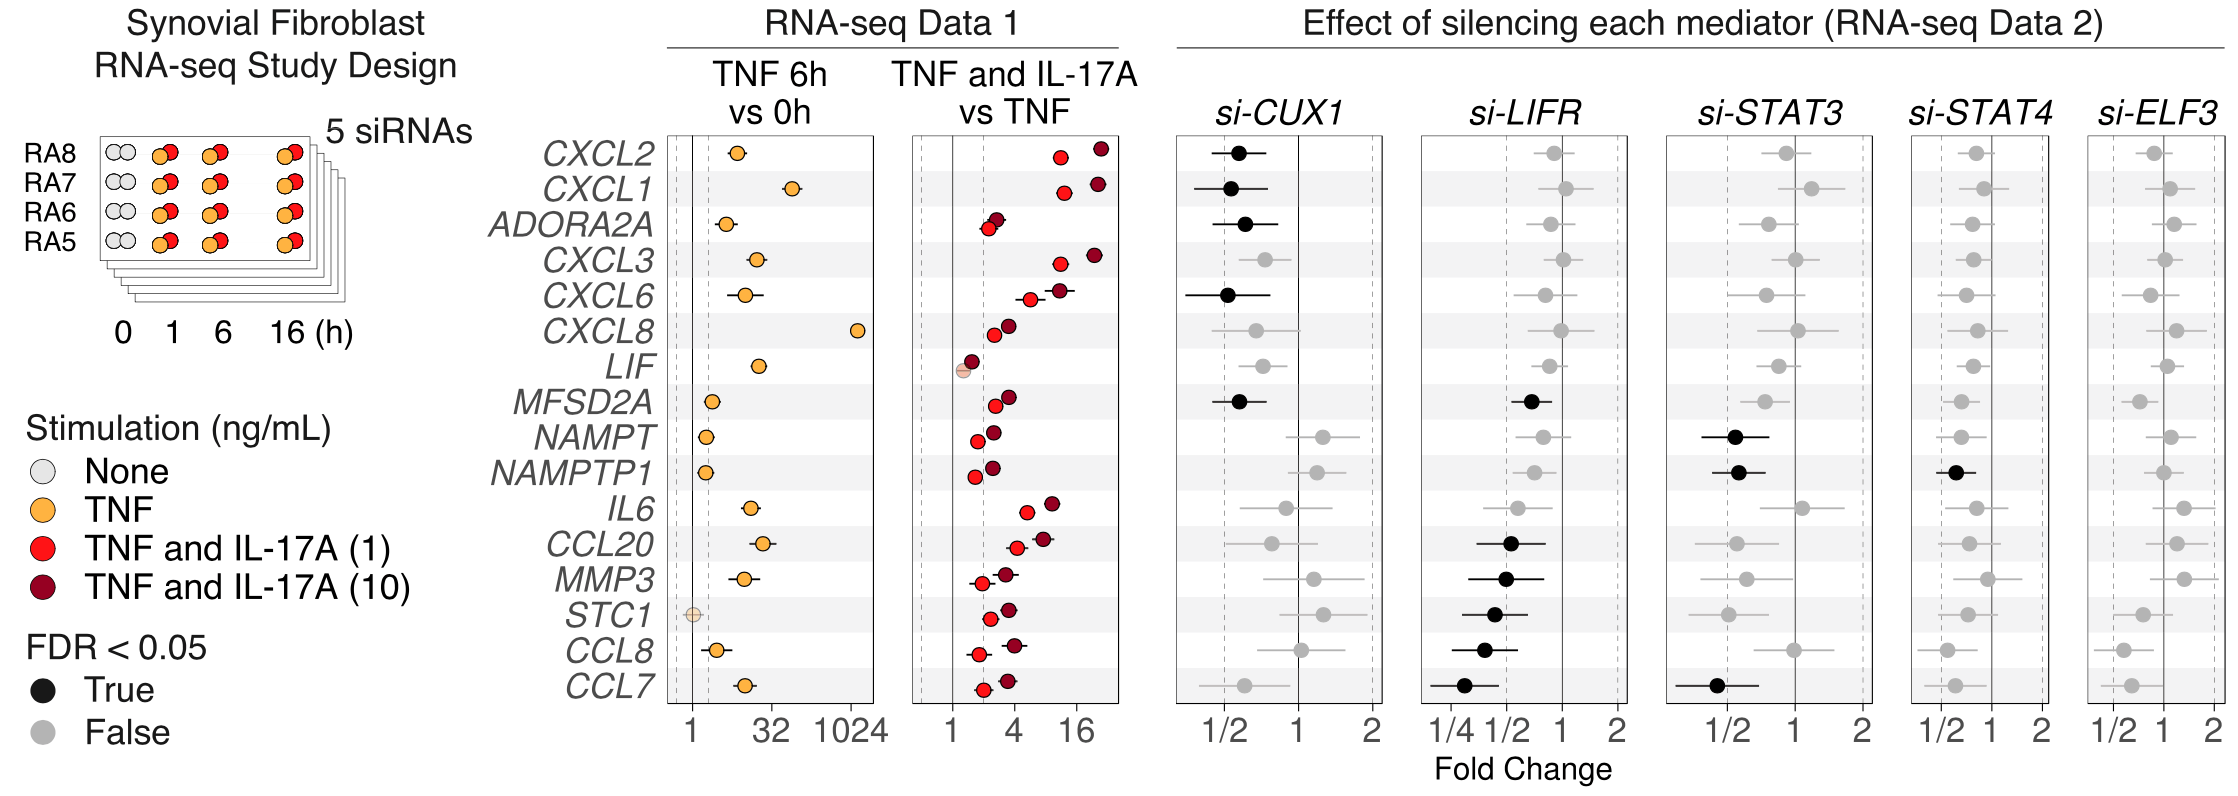 Synovial Fibroblast
RNA-seq Study Design
5 siRNAs
RA8
RA7
RA6
RA5
0 1 6 16 (h)
Stimulation (ng/mL)
None
TNF
TNF and IL-17A (1)
TNF and IL-17A (10)
FDR < 0.05
True
False
RNA-seq Data 1
TNF 6h
vs 0h
TNF and IL-17A
vs TNF
Effect of silencing each mediator (RNA-seq Data 2)
si-CUX1 si-LIFR si-STAT3 si-STAT4 si-ELF3
CXCL2
CXCL1
ADORA2A
CXCL3
CXCL6
CXCL8
LIF
MFSD2A
NAMPT
NAMPTP1
IL6
CCL20
MMP3
STC1
CCL8
CCL7
1 32 1024 1 4 16 1/2 1 2 1/4 1/2 1 2 1/2 1 2 1/2 1 2 1/2 1 2
Fold Change